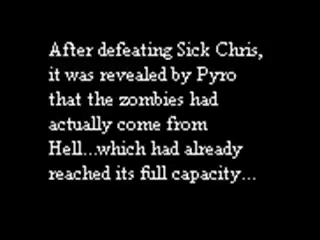 After defeating Sick Chris,
it was revealed by Pyro
that the zombies had
actually come from
Hell...which had already
reached its full capacity...